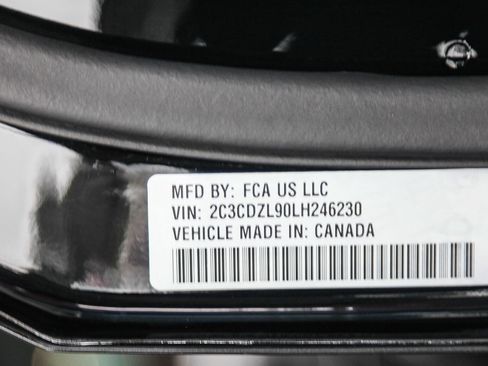 MFD BY: FCA US LLC
VIN: 2C3CDZL90LH246230
VEHICLE MADE IN: CANADA